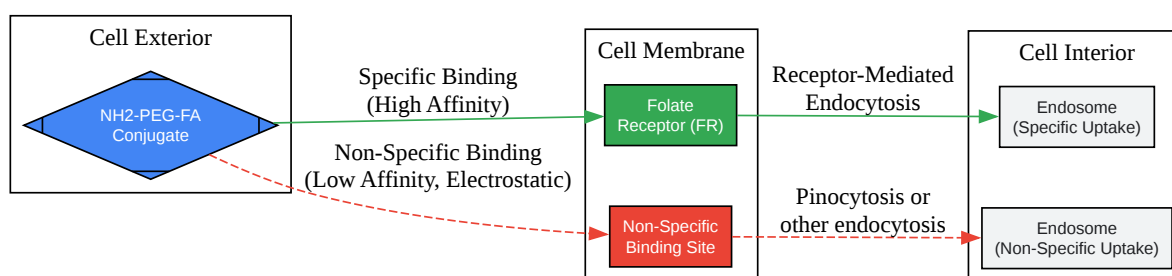 Cell Exterior
NH2-PEG-FA
Conjugate
Specific Binding
(High Affinity)
Non-Specific Binding
(Low Affinity, Electrostatic)
Cell Membrane
Folate
Receptor (FR)
Non-Specific
Binding Site
Receptor-Mediated
Endocytosis
Pinocytosis or
other endocytosis
Cell Interior
Endosome
(Specific Uptake)
Endosome
(Non-Specific Uptake)